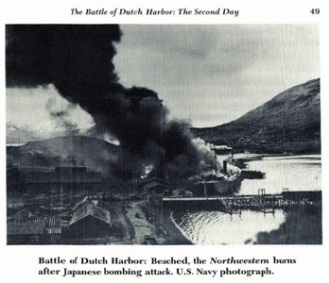 The Battle of Dutch Harbor: The Second Day 49
Battle of Dutch Harbor: Beached, the Northwestern burns
after Japanese bombing attack. U.S. Navy photograph.